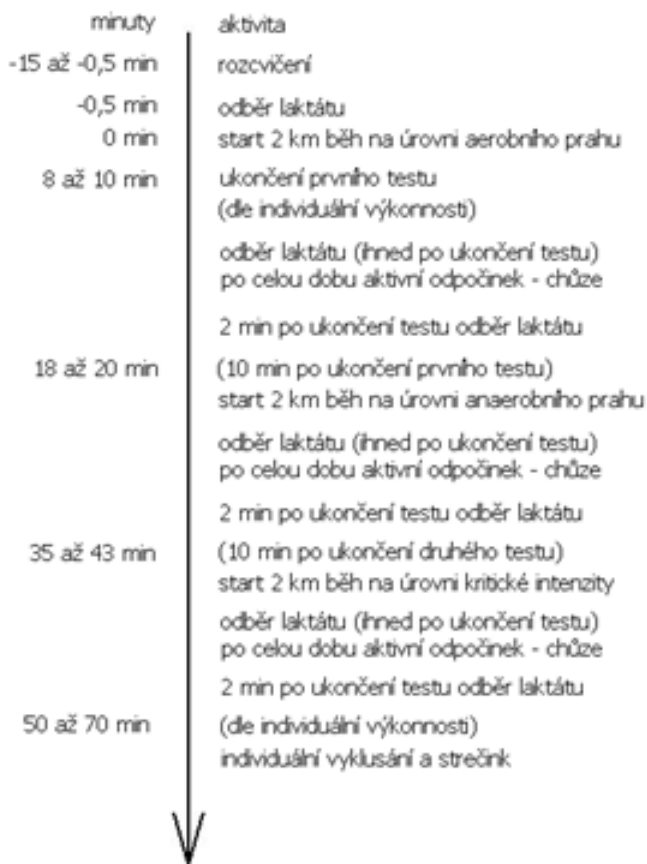 minuty aktivita
-15 až -0,5 min rozcvičení
-0,5 min odběr laktátu
0 min start 2 km běh na úrovni aerobního prahu
8 až 10 min ukončení prvního testu
(dle individuální výkonnosti)
odběr laktátu (ihned po ukončení testu)
po celou dobu aktivní odpočinek - chůze
2 min po ukončení testu odběr laktátu
18 až 20 min (10 min po ukončení prvního testu)
start 2 km běh na úrovni anaerobního prahu
odběr laktátu (ihned po ukončení testu)
po celou dobu aktivní odpočinek - chůze
2 min po ukončení testu odběr laktátu
35 až 43 min (10 min po ukončení druhého testu)
start 2 km běh na úrovni kritické intenzity
odběr laktátu (ihned po ukončení testu)
po celou dobu aktivní odpočinek - chůze
2 min po ukončení testu odběr laktátu
50 až 70 min (dle individuální výkonnosti)
individuální vyklusání a strečink